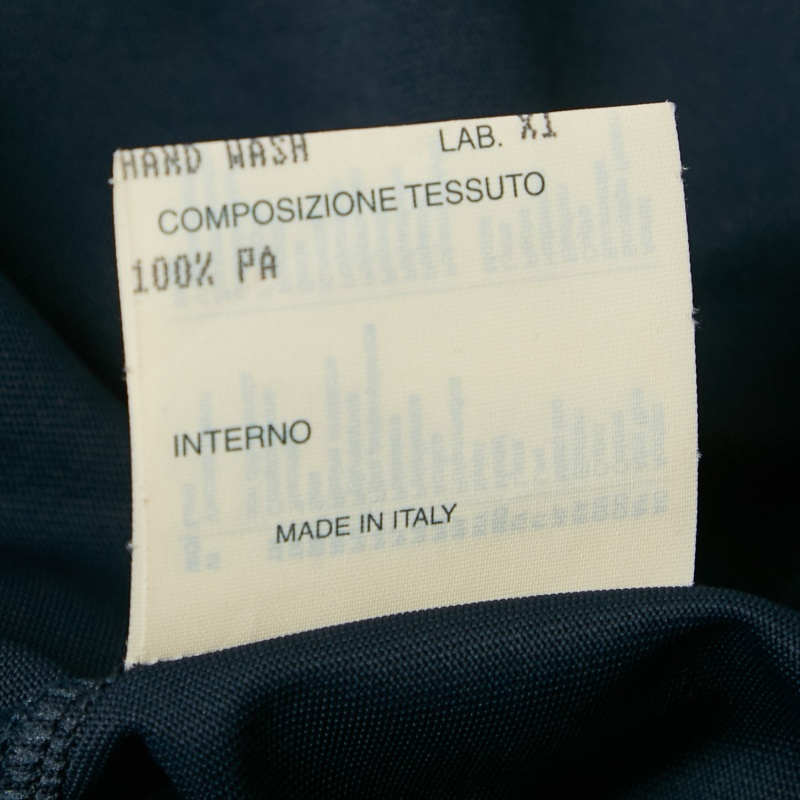 HAND WASH LAB. X1
COMPOSIZIONE TESSUTO
100% PA
INTERNO
MADE IN ITALY